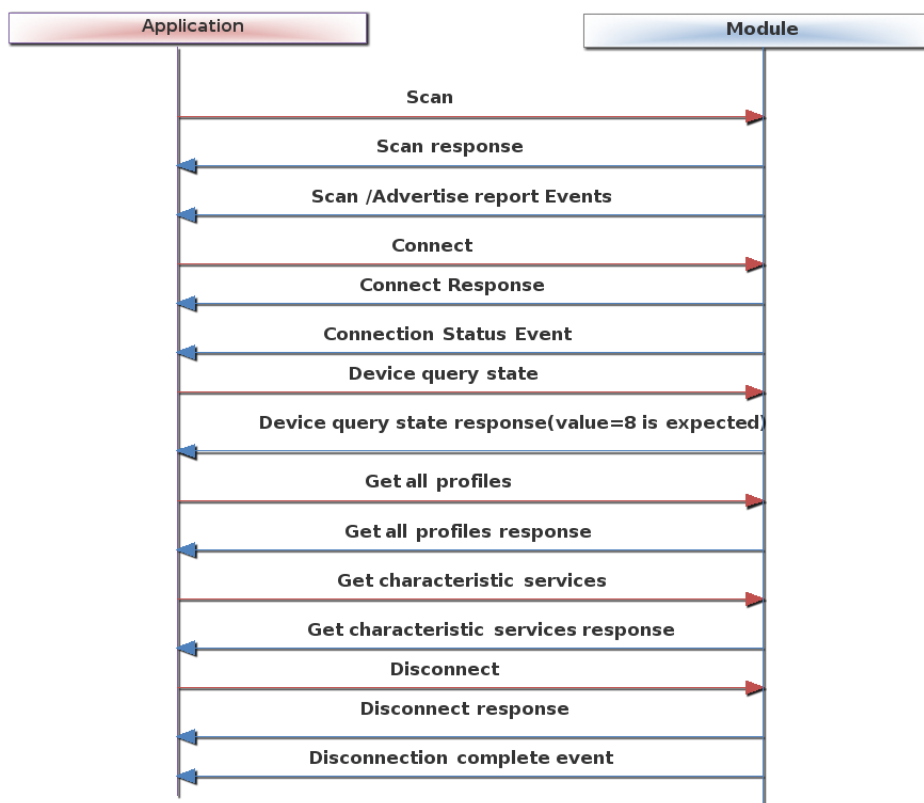 Application
Module
Scan
Scan response
Scan /Advertise report Events
Connect
Connect Response
Connection Status Event
Device query state
Device query state response(value=8 is expected)
Get all profiles
Get all profiles response
Get characteristic services
Get characteristic services response
Disconnect
Disconnect response
Disconnection complete event